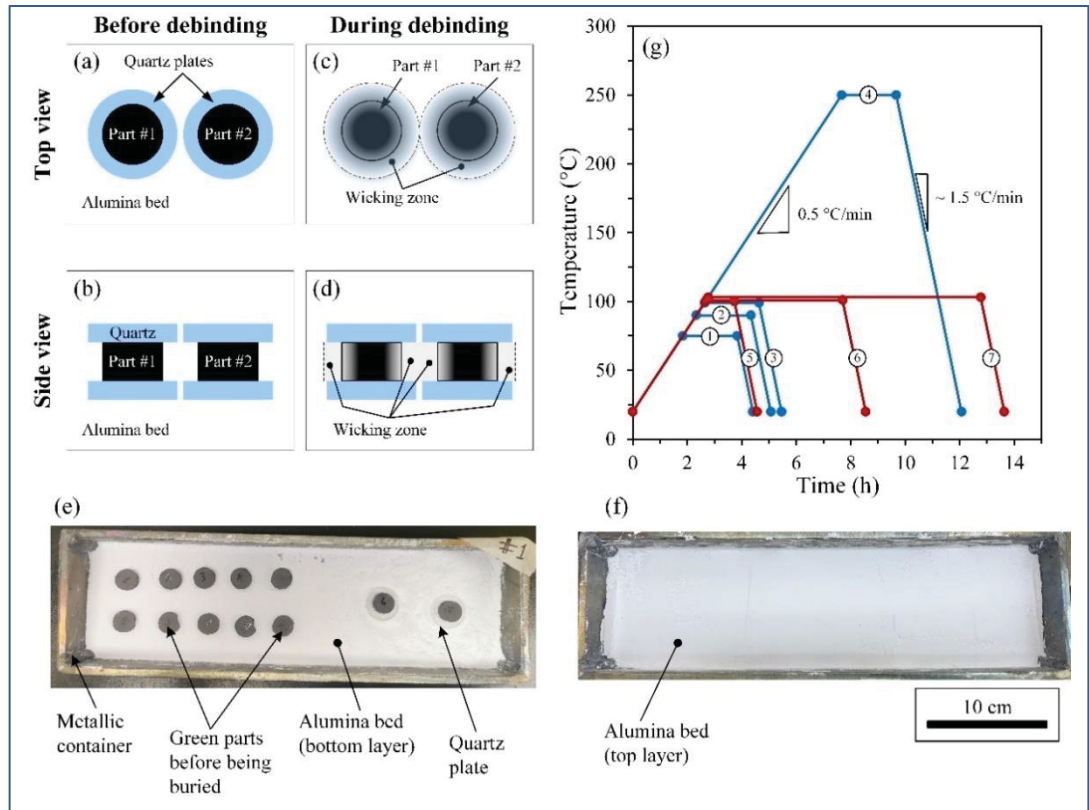 Before debinding
During debinding
Top view
(a)
Quartz plates
Part #1
Part #2
Alumina bed
(c)
Part #1
Part #2
Wicking zone
Side view
(b)
Quartz
Part #1
Part #2
Alumina bed
(d)
Wicking zone
(g)
Temperature (°C)
300
250
200
150
100
50
0
0
2
4
6
8
10
12
14
Time (h)
0.5 °C/min
~ 1.5 °C/min
4
2
1
5
3
6
7
(e)
#1
3
6
Metallic
container
Green parts
before being
buried
Alumina bed
(bottom layer)
Quartz
plate
(f)
Alumina bed
(top layer)
10 cm